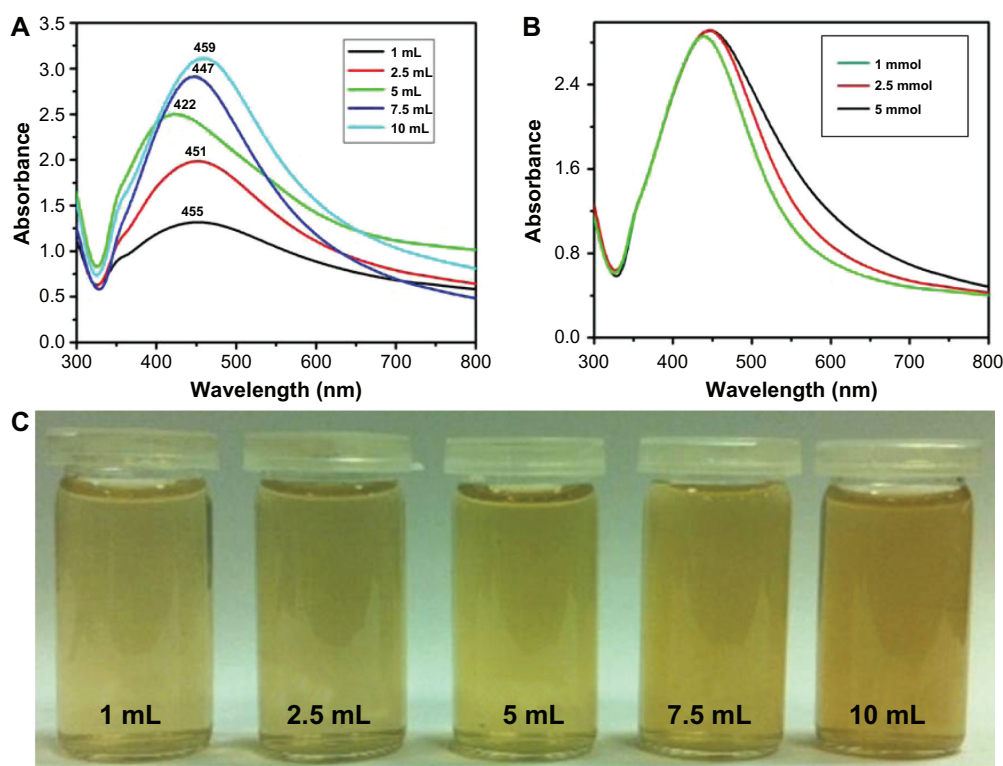 A
3.5
3.0
2.5
2.0
1.5
1.0
0.5
0.0
Absorbance
459
447
422
451
455
1 mL
2.5 mL
5 mL
7.5 mL
10 mL
300 400 500 600 700 800
Wavelength (nm)
B
2.4
1.6
0.8
0.0
Absorbance
1 mmol
2.5 mmol
5 mmol
300 400 500 600 700 800
Wavelength (nm)
C
1 mL 2.5 mL 5 mL 7.5 mL 10 mL